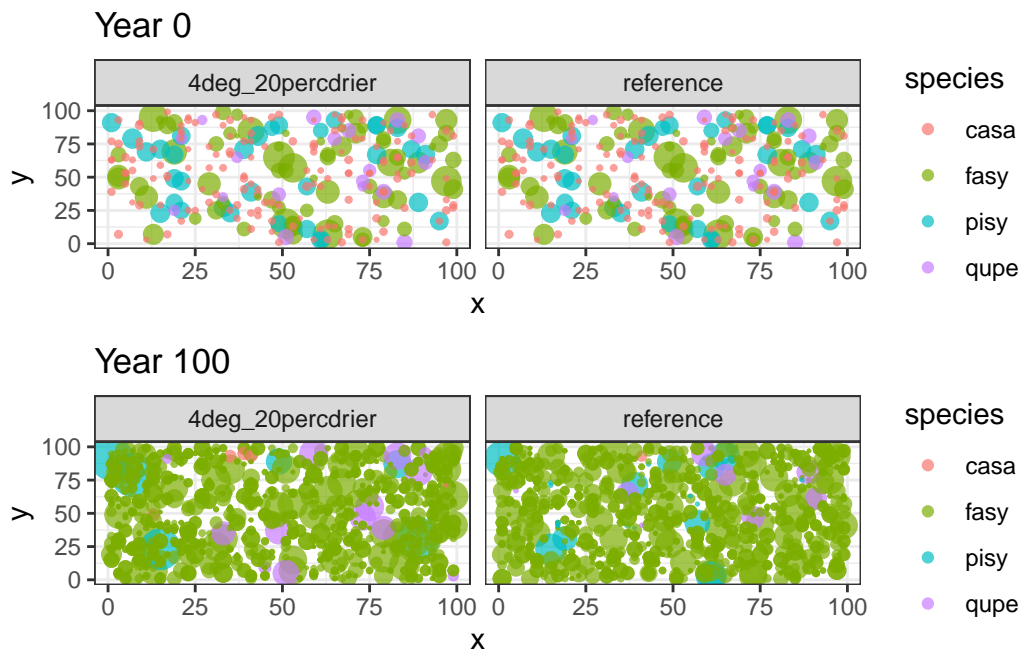 Year 0
4deg_20percdrier reference
species
casa
fasy
pisy
qupe
y
100
75
50
25
0
0 25 50 75 100 0 25 50 75 100
x
Year 100
4deg_20percdrier reference
species
casa
fasy
pisy
qupe
y
100
75
50
25
0
0 25 50 75 100 0 25 50 75 100
x